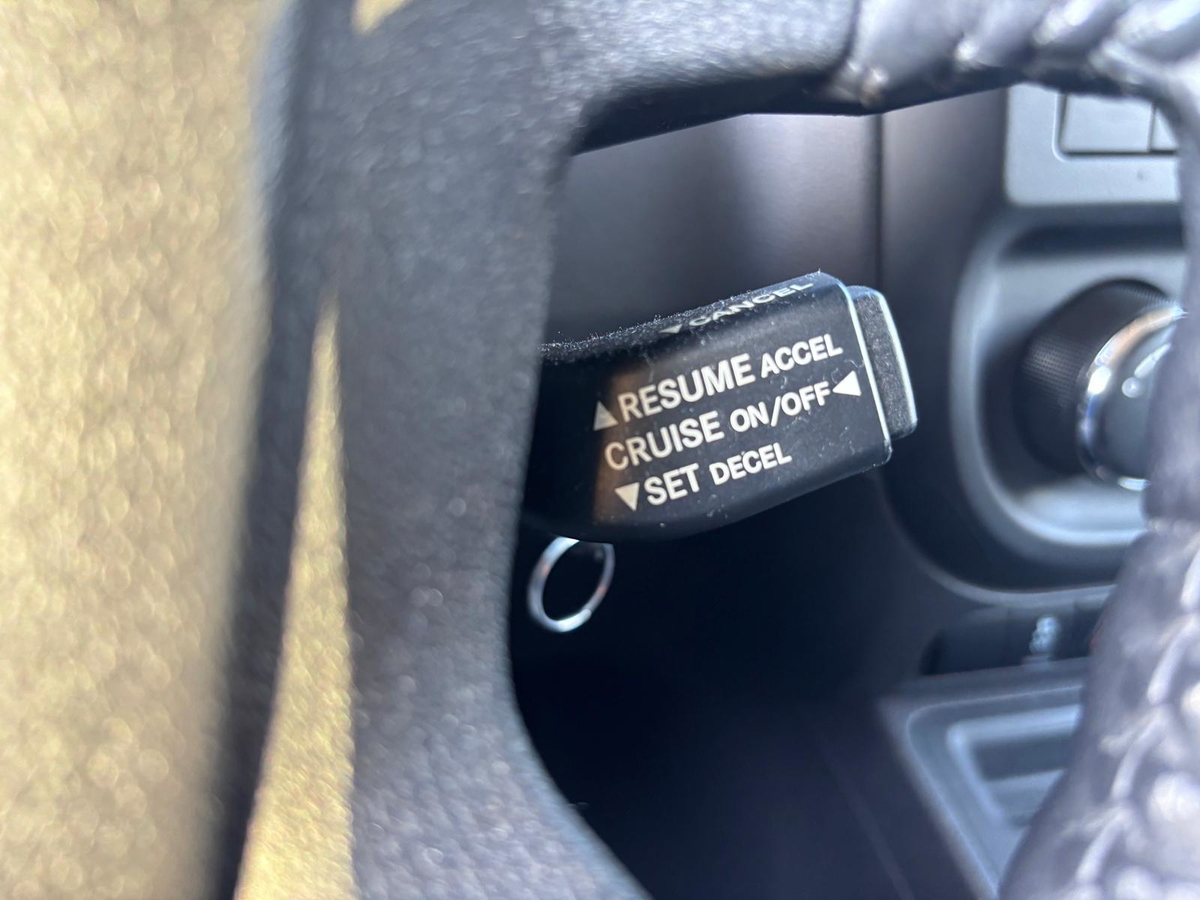 ▼CANCEL
▲RESUME ACCEL
CRUISE ON/OFF◀
▼SET DECEL